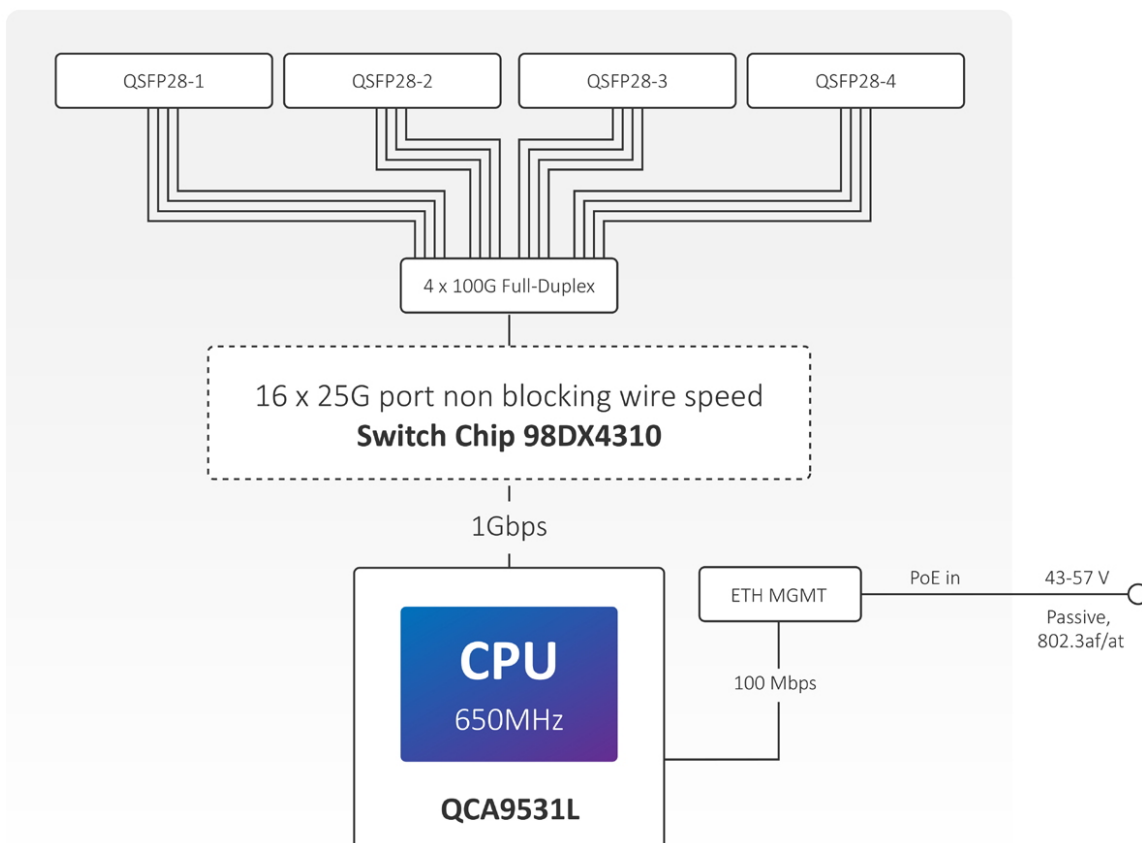 QSFP28-1
QSFP28-2
QSFP28-3
QSFP28-4
4 x 100G Full-Duplex
16 x 25G port non blocking wire speed
Switch Chip 98DX4310
1Gbps
CPU
650MHz
QCA9531L
ETH MGMT
100 Mbps
PoE in
43-57 V
Passive,
802.3af/at